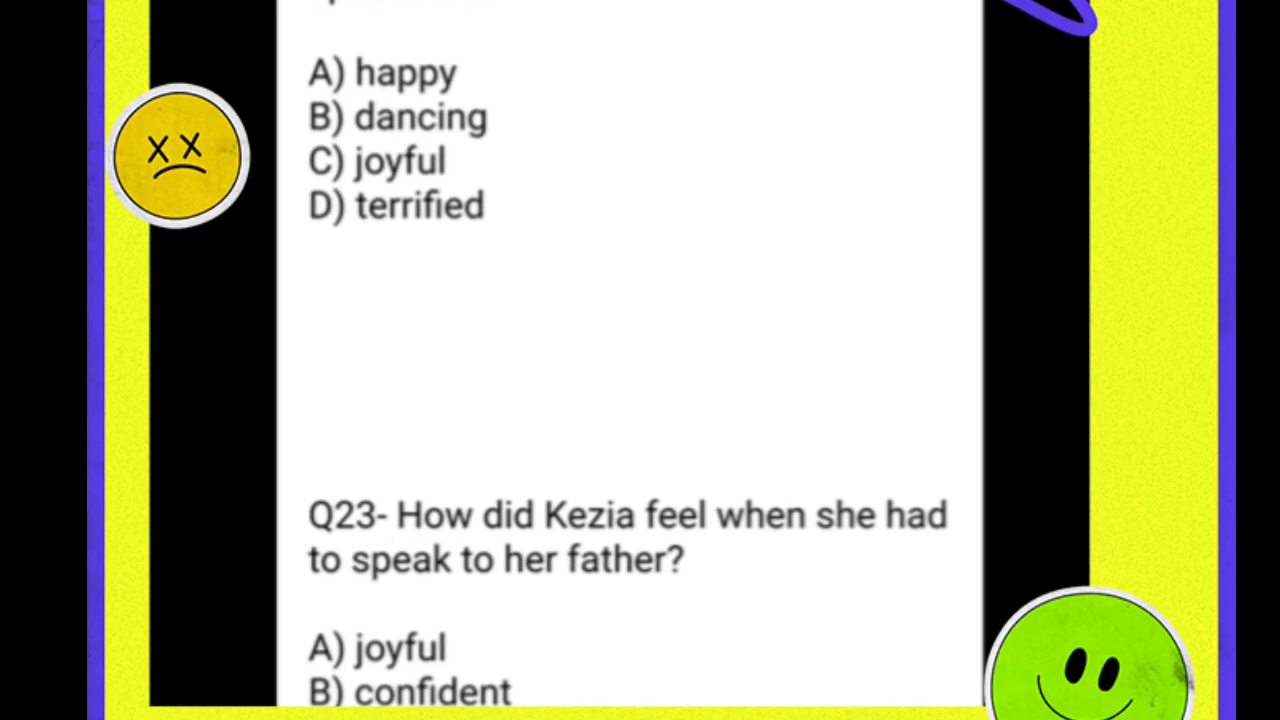 A) happy
B) dancing
C) joyful
D) terrified
Q23- How did Kezia feel when she had
to speak to her father?
A) joyful
B) confident